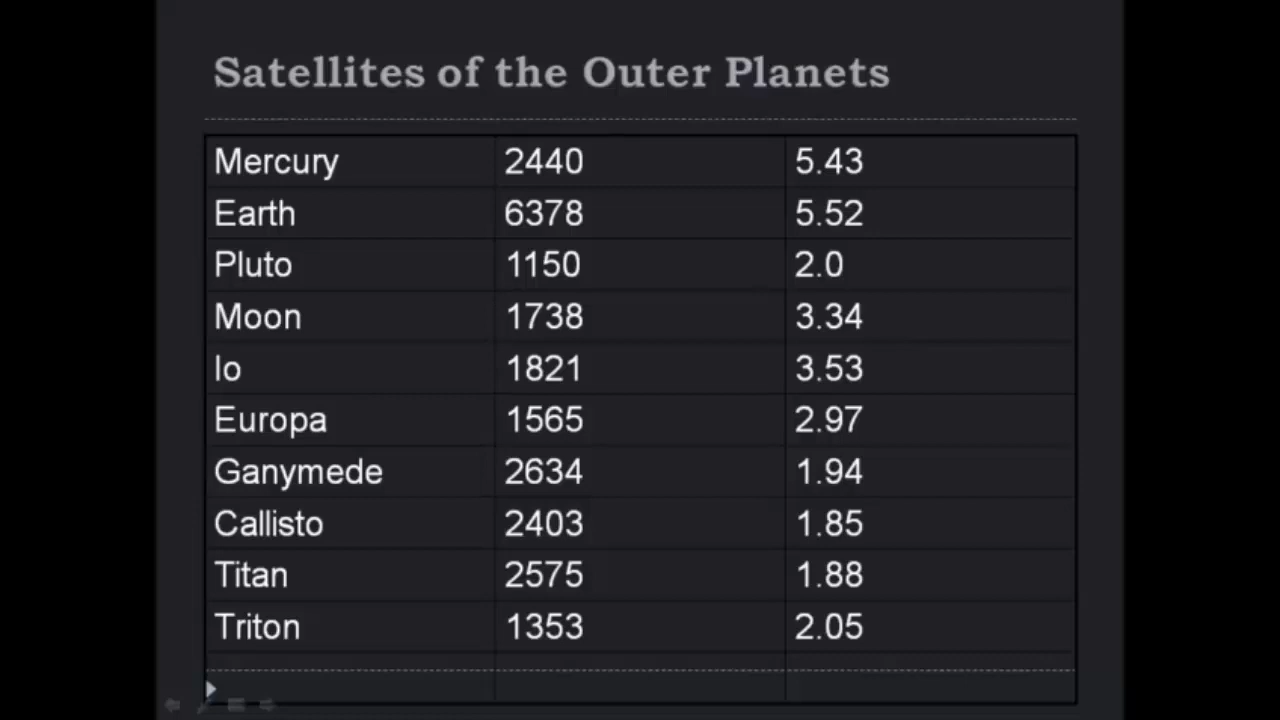 Satellites of the Outer Planets
Mercury 2440 5.43
Earth 6378 5.52
Pluto 1150 2.0
Moon 1738 3.34
Io 1821 3.53
Europa 1565 2.97
Ganymede 2634 1.94
Callisto 2403 1.85
Titan 2575 1.88
Triton 1353 2.05